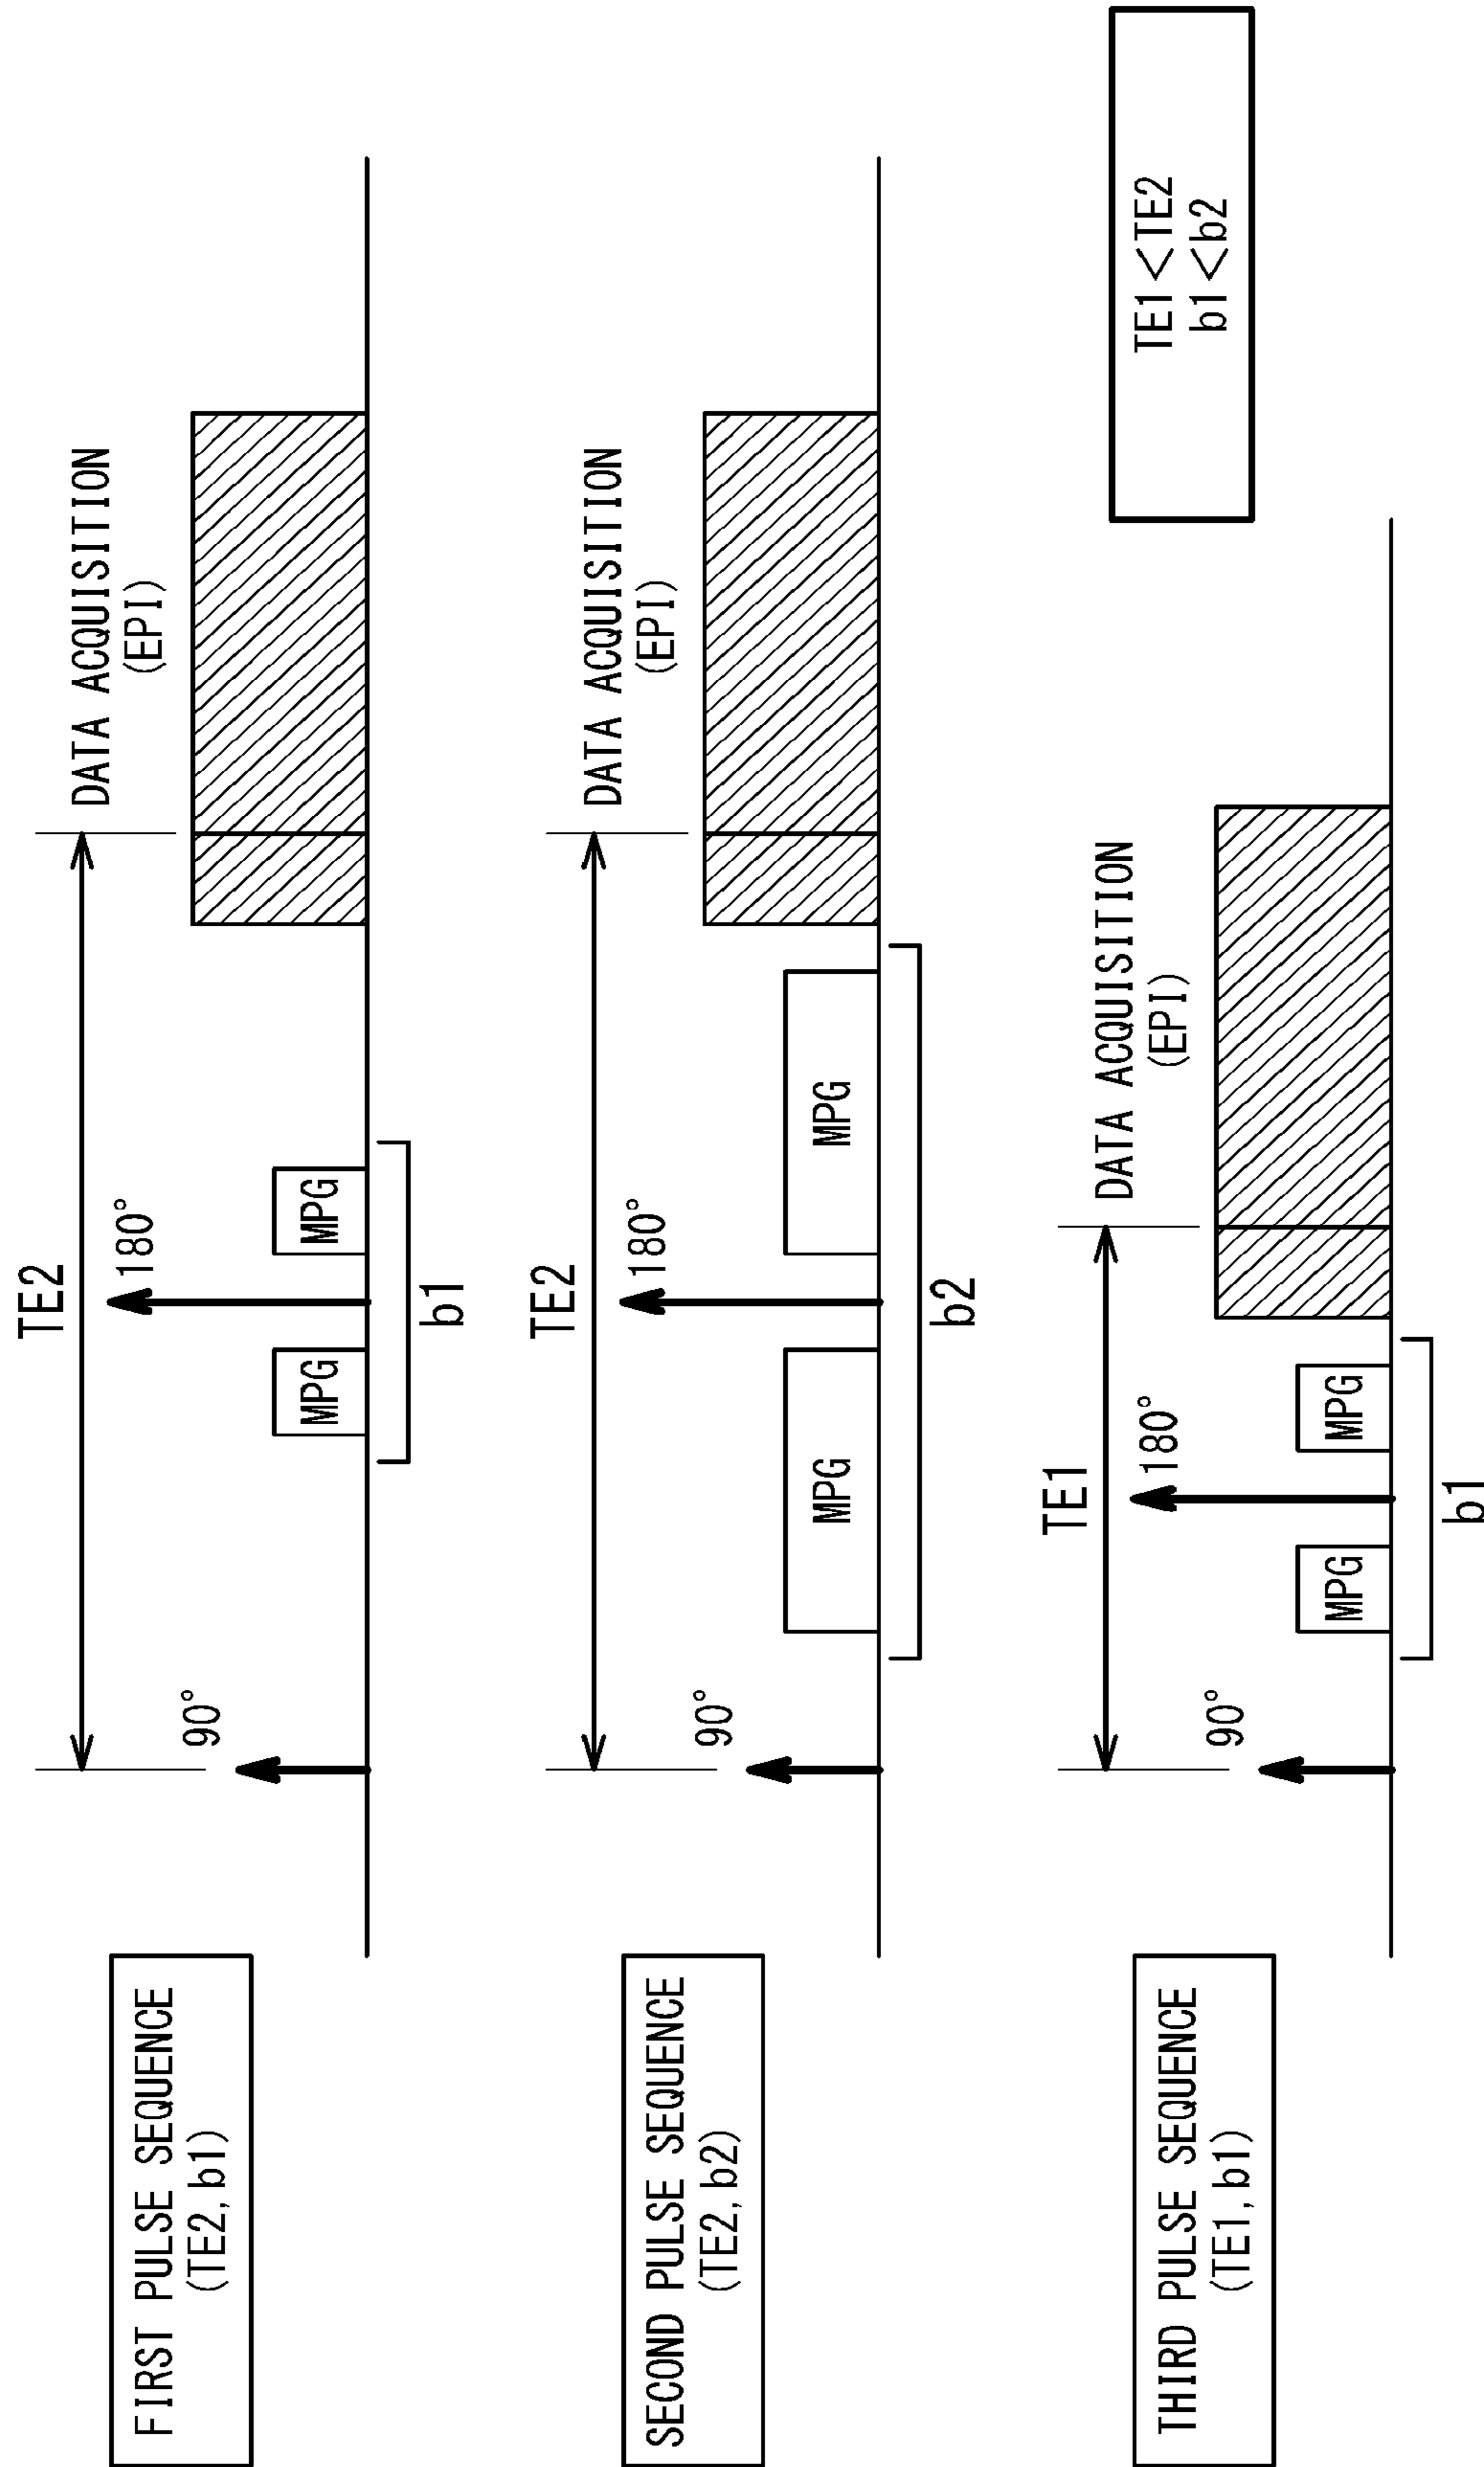 FIRST PULSE SEQUENCE
(TE2,b1)
TE2
90°
180°
MPG
MPG
b1
DATA ACQUISITION
(EPI)
SECOND PULSE SEQUENCE
(TE2,b2)
TE2
90°
180°
MPG
MPG
b2
DATA ACQUISITION
(EPI)
THIRD PULSE SEQUENCE
(TE1,b1)
TE1
90°
180°
MPG
MPG
b1
DATA ACQUISITION
(EPI)
TE1<TE2
b1<b2